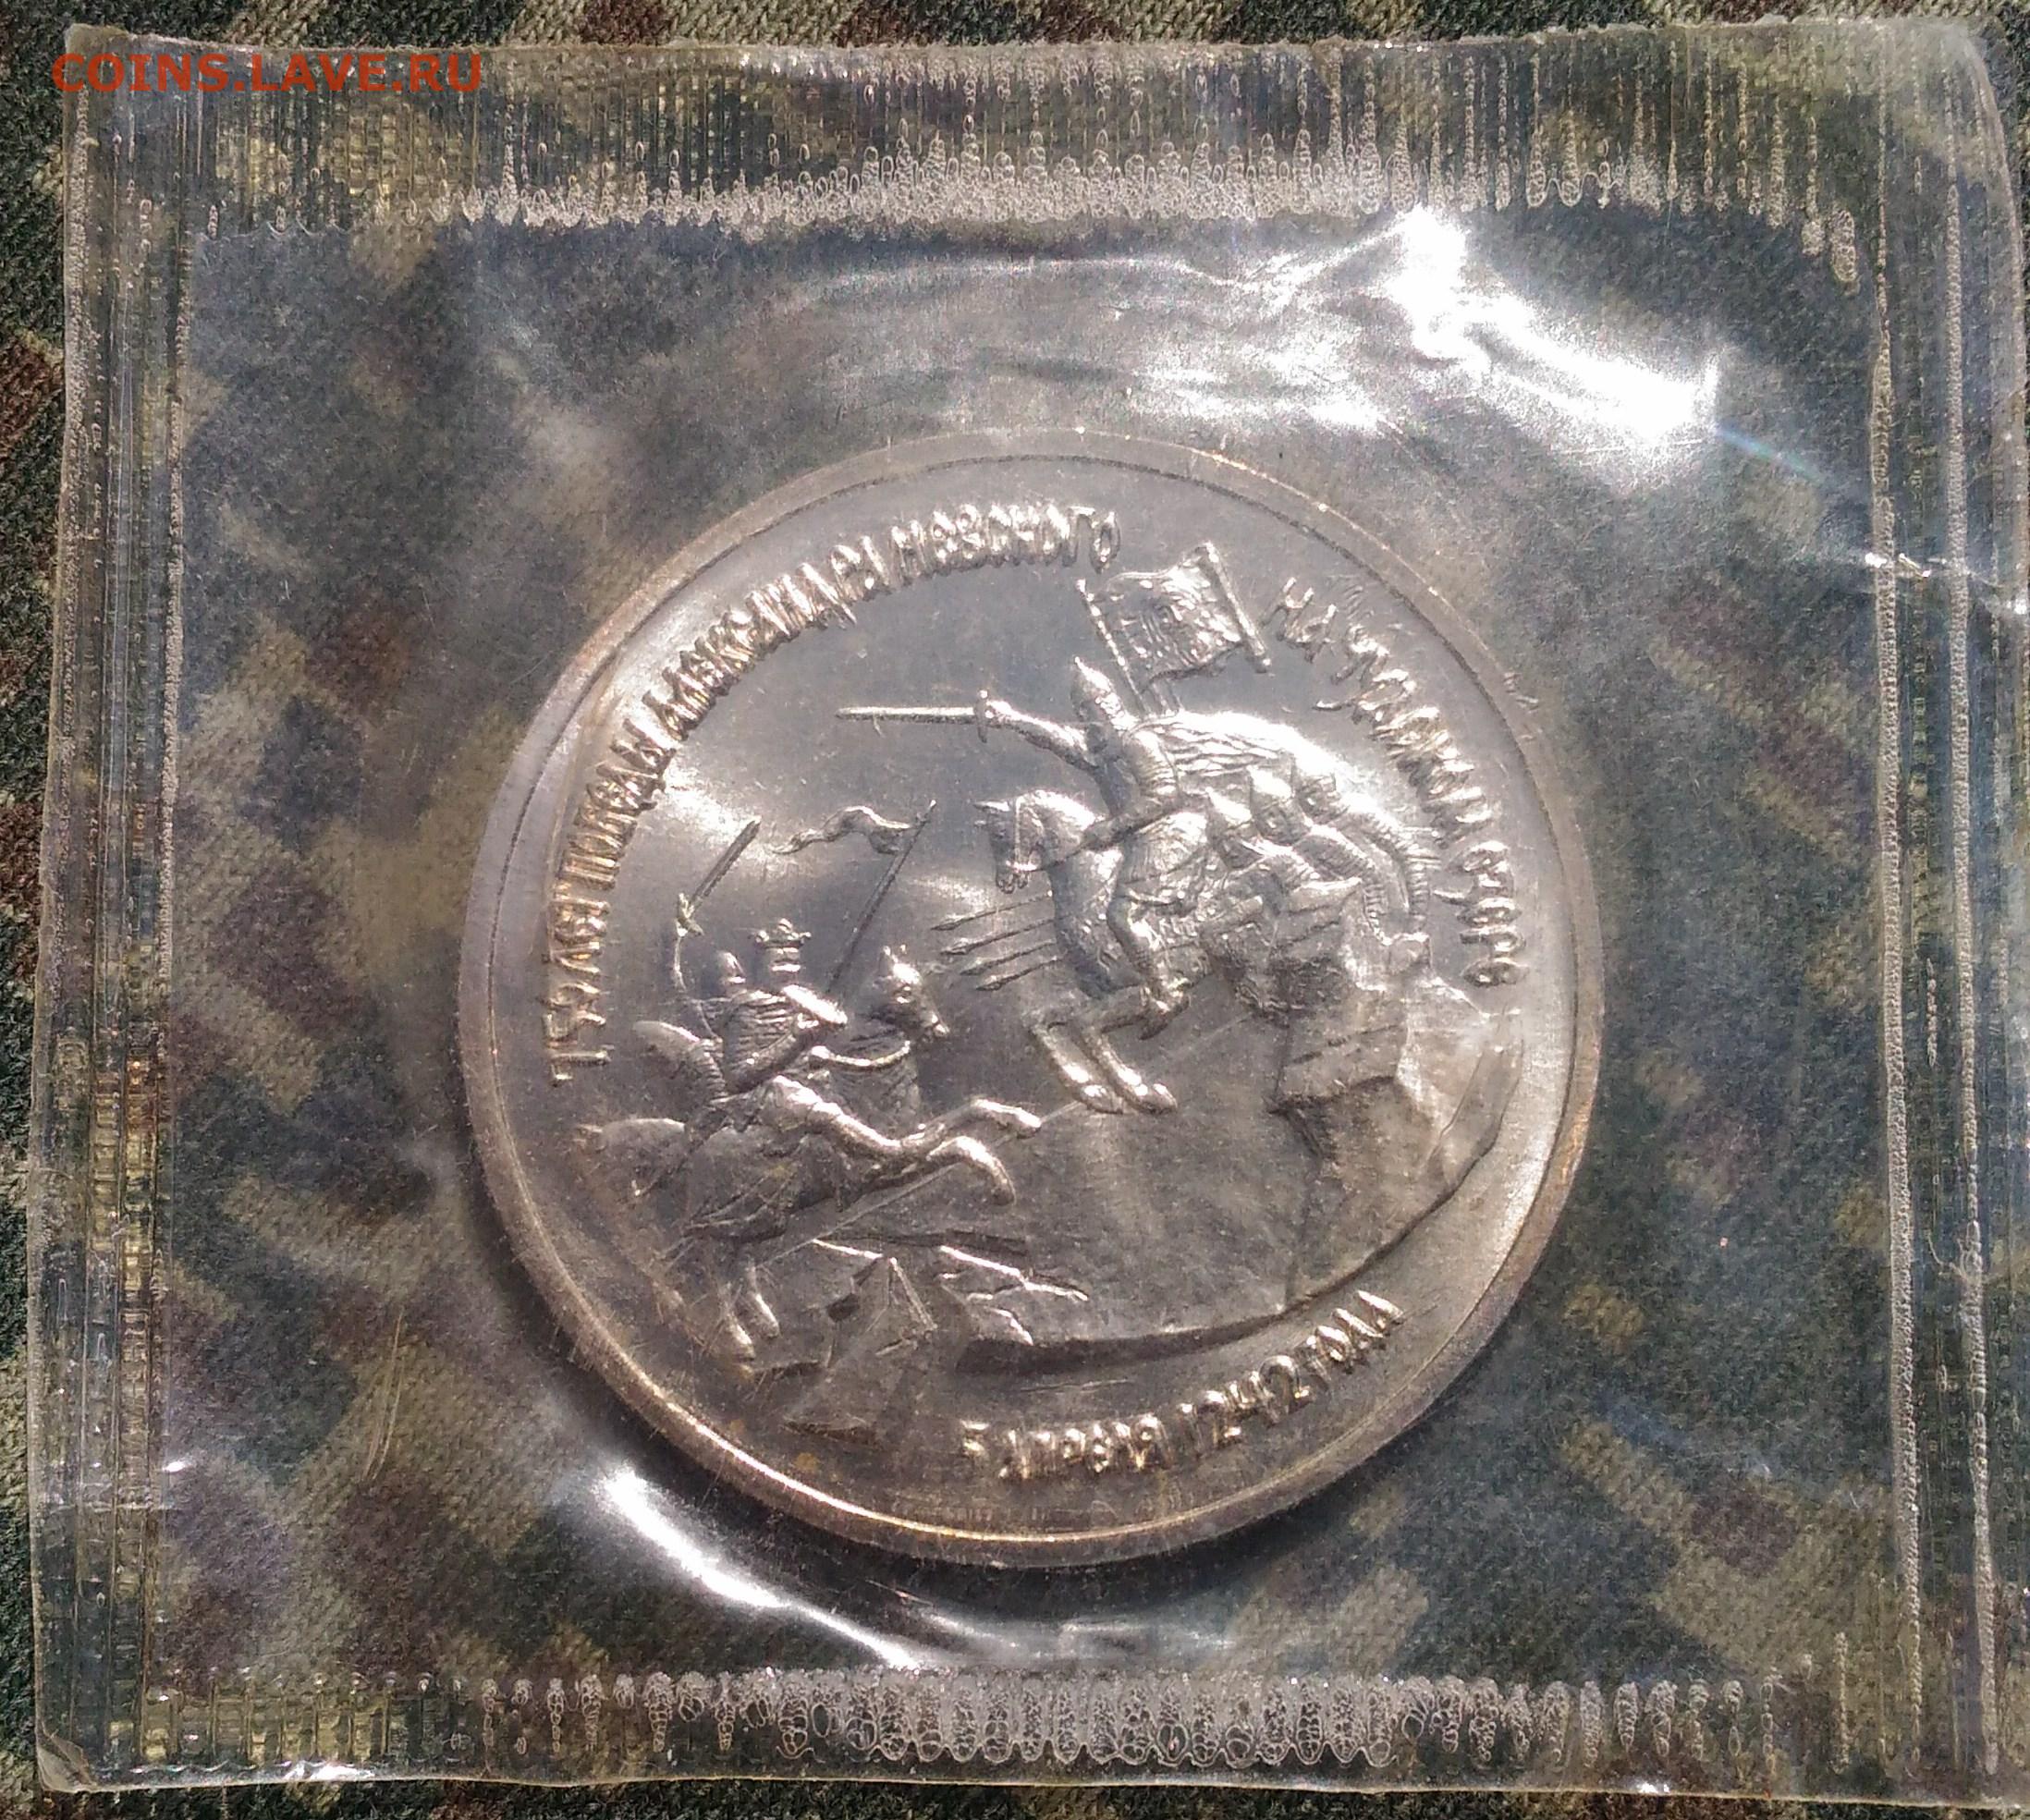 COINS.LAVE.RU
750 ЛЕТ ПОБЕДЫ АЛЕКСАНДРА НЕВСКОГО
НА ЧУДСКОМ ОЗЕРЕ
5 АПРЕЛЯ 1242 ГОДА